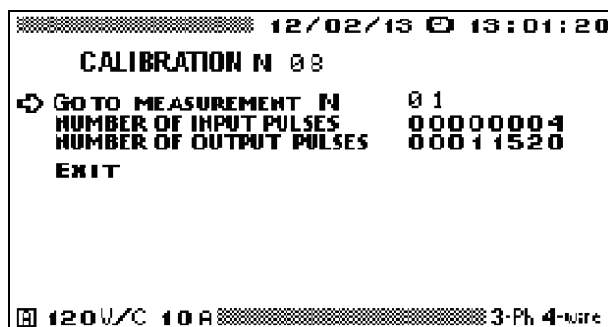 12/02/13 13:01:20
CALIBRATION N 08
GO TO MEASUREMENT N 01
NUMBER OF INPUT PULSES 00000004
NUMBER OF OUTPUT PULSES 00011520
EXIT
A 120V/C 10A 3-Ph 4-wire